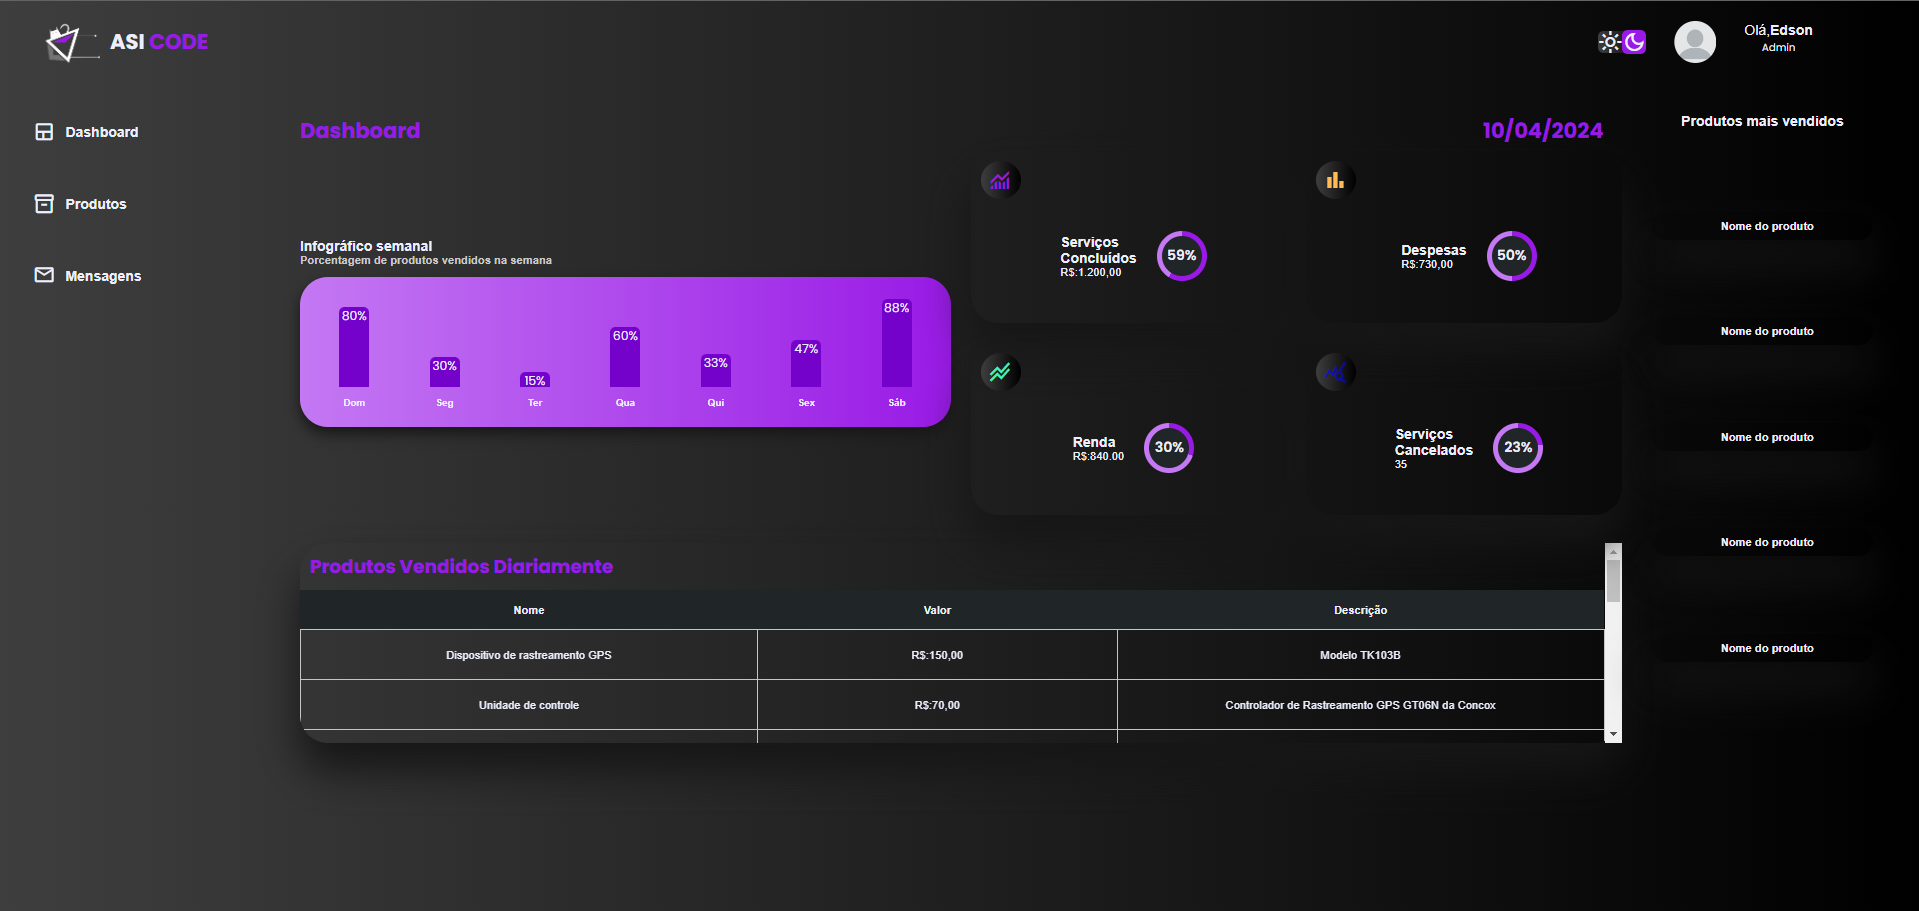 ASI CODE
Olá,Edson
Admin
Dashboard
Produtos
Mensagens
Dashboard
10/04/2024
Infográfico semanal
Porcentagem de produtos vendidos na semana
80%
30%
15%
60%
33%
47%
88%
Dom
Seg
Ter
Qua
Qui
Sex
Sáb
Serviços
Concluídos
R$:1.200,00
59%
Despesas
R$:730,00
50%
Renda
R$:840.00
30%
Serviços
Cancelados
35
23%
Produtos Vendidos Diariamente
Nome Valor Descrição
Dispositivo de rastreamento GPS R$:150,00 Modelo TK103B
Unidade de controle R$:70,00 Controlador de Rastreamento GPS GT06N da Concox
Produtos mais vendidos
Nome do produto
Nome do produto
Nome do produto
Nome do produto
Nome do produto